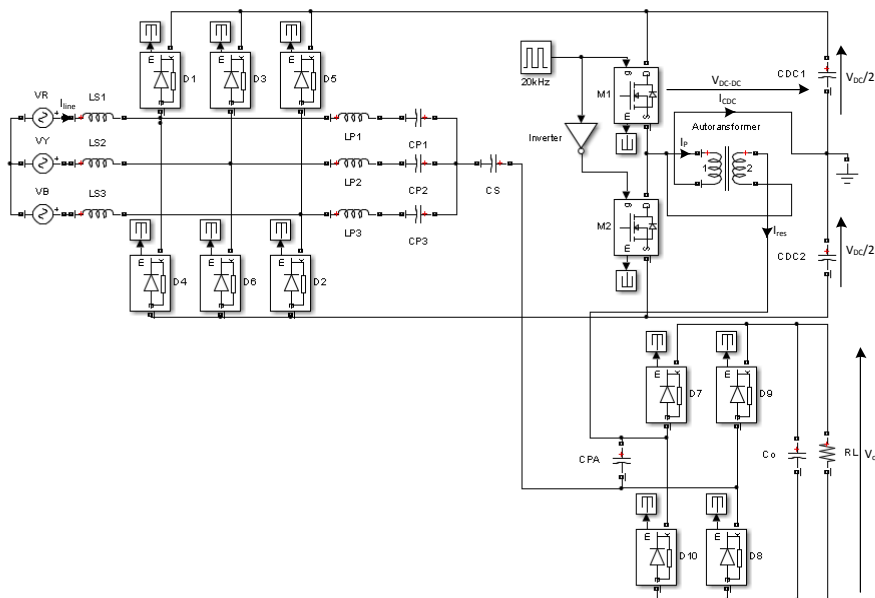 D1
D3
D5
VR
Iline
LS1
VY
LS2
VB
LS3
LP1
CP1
LP2
CP2
LP3
CP3
CS
D4
D6
D2
20kHz
Inverter
M1
g
D
E
S
M2
g
D
E
S
VDC-DC
ICDC
Autoransformer
IP
1
2
Ires
CDC1
VDC/2
CDC2
VDC/2
D7
D9
CPA
Co
RL
Vo
D10
D8